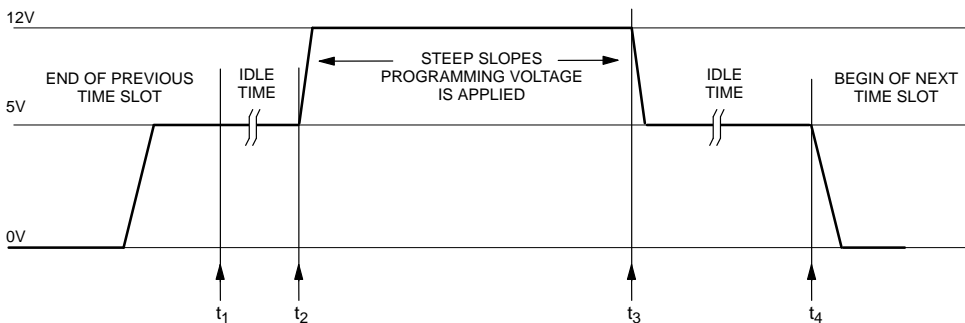 12V
STEEP SLOPES
PROGRAMMING VOLTAGE
IS APPLIED
END OF PREVIOUS
TIME SLOT
IDLE
TIME
IDLE
TIME
BEGIN OF NEXT
TIME SLOT
5V
0V
t1
t2
t3
t4